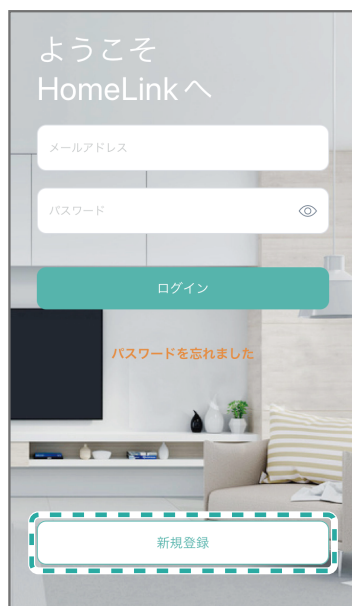 ようこそ
HomeLinkへ
メールアドレス
パスワード
ログイン
パスワードを忘れました
新規登録